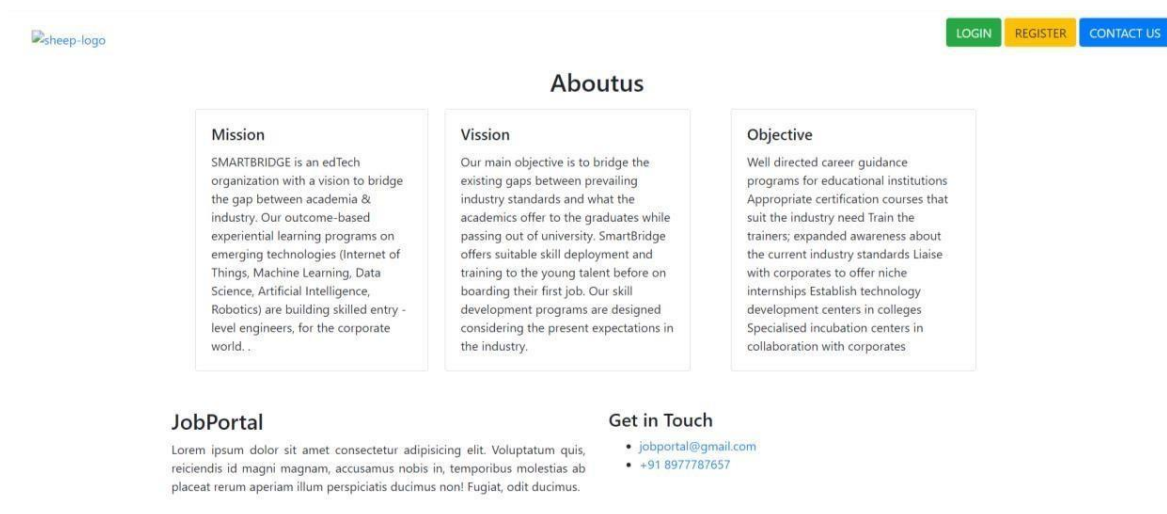 sheep-logo
LOGIN
REGISTER
CONTACT US
Aboutus
Mission
SMARTBRIDGE is an edTech
organization with a vision to bridge
the gap between academia &
industry. Our outcome-based
experiential learning programs on
emerging technologies (Internet of
Things, Machine Learning, Data
Science, Artificial Intelligence,
Robotics) are building skilled entry -
level engineers, for the corporate
world. .
Vission
Our main objective is to bridge the
existing gaps between prevailing
industry standards and what the
academics offer to the graduates while
passing out of university. SmartBridge
offers suitable skill deployment and
training to the young talent before on
boarding their first job. Our skill
development programs are designed
considering the present expectations in
the industry.
Objective
Well directed career guidance
programs for educational institutions
Appropriate certification courses that
suit the industry need Train the
trainers; expanded awareness about
the current industry standards Liaise
with corporates to offer niche
internships Establish technology
development centers in colleges
Specialised incubation centers in
collaboration with corporates
JobPortal
Lorem ipsum dolor sit amet consectetur adipisicing elit. Voluptatum quis,
reiciendis id magni magnam, accusamus nobis in, temporibus molestias ab
placeat rerum aperiam illum perspiciatis ducimus non! Fugiat, odit ducimus.
Get in Touch
• jobportal@gmail.com
• +91 8977787657